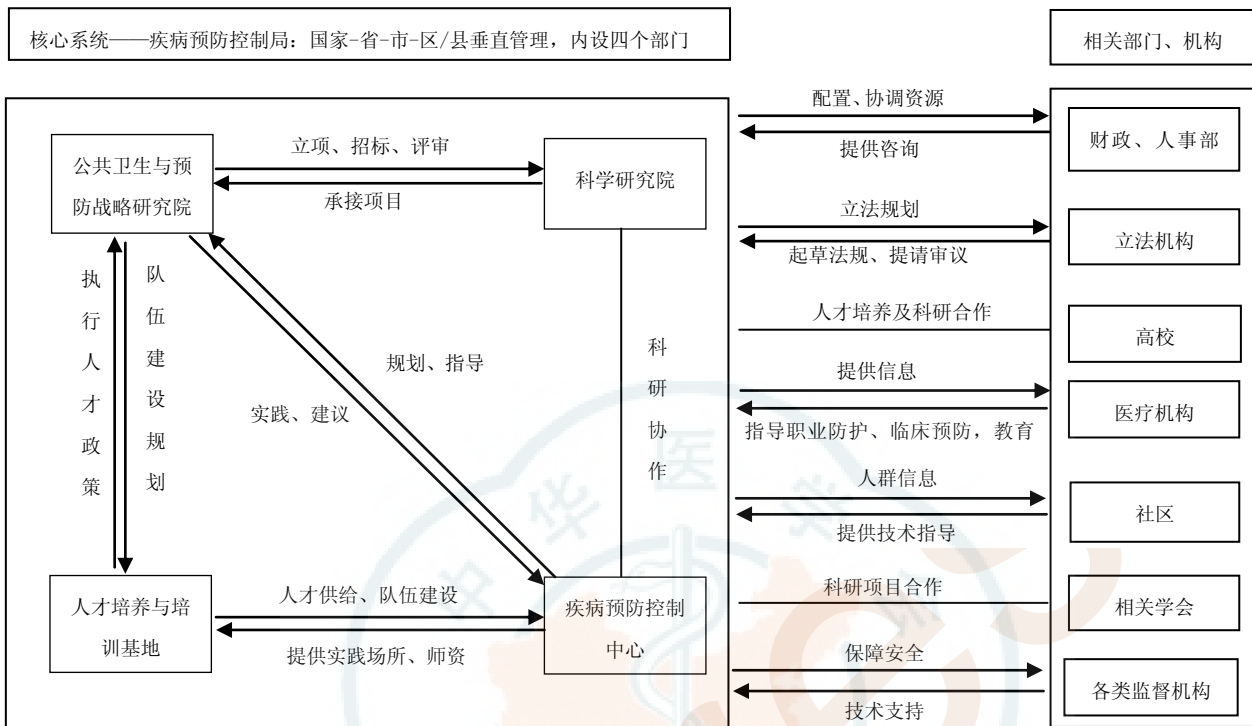 核心系统——疾病预防控制局：国家-省-市-区/县垂直管理，内设四个部门
相关部门、机构
公共卫生与预
防战略研究院
立项、招标、评审
承接项目
科学研究院
执行人才政策
队伍建设规划
规划、指导
实践、建议
科研协作
人才培养与培
训基地
人才供给、队伍建设
提供实践场所、师资
疾病预防控制
中心
配置、协调资源
提供咨询
财政、人事部
立法规划
起草法规、提请审议
立法机构
人才培养及科研合作
高校
提供信息
指导职业防护、临床预防，教育
医疗机构
人群信息
提供技术指导
社区
科研项目合作
相关学会
保障安全
技术支持
各类监督机构
中华医学会